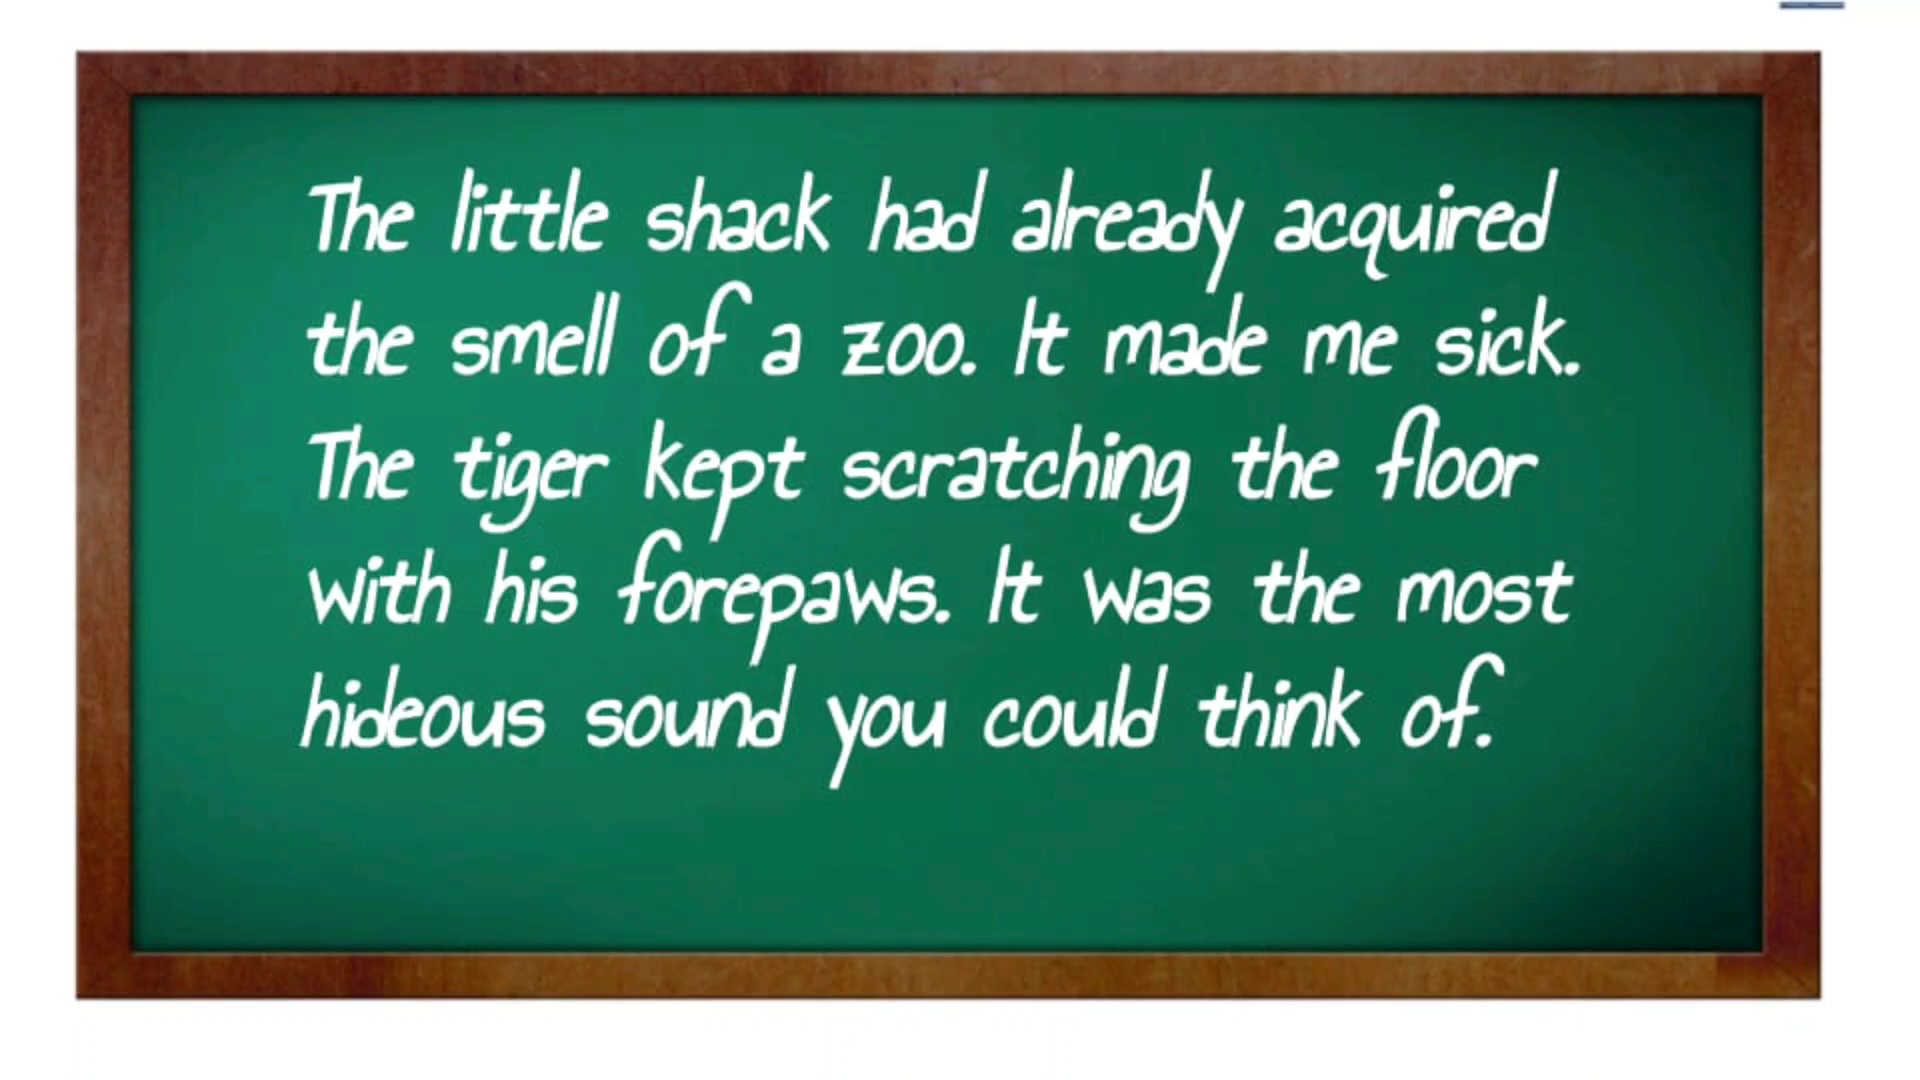 The little shack had already acquired
the smell of a zoo. It made me sick.
The tiger kept scratching the floor
with his forepaws. It was the most
hideous sound you could think of.